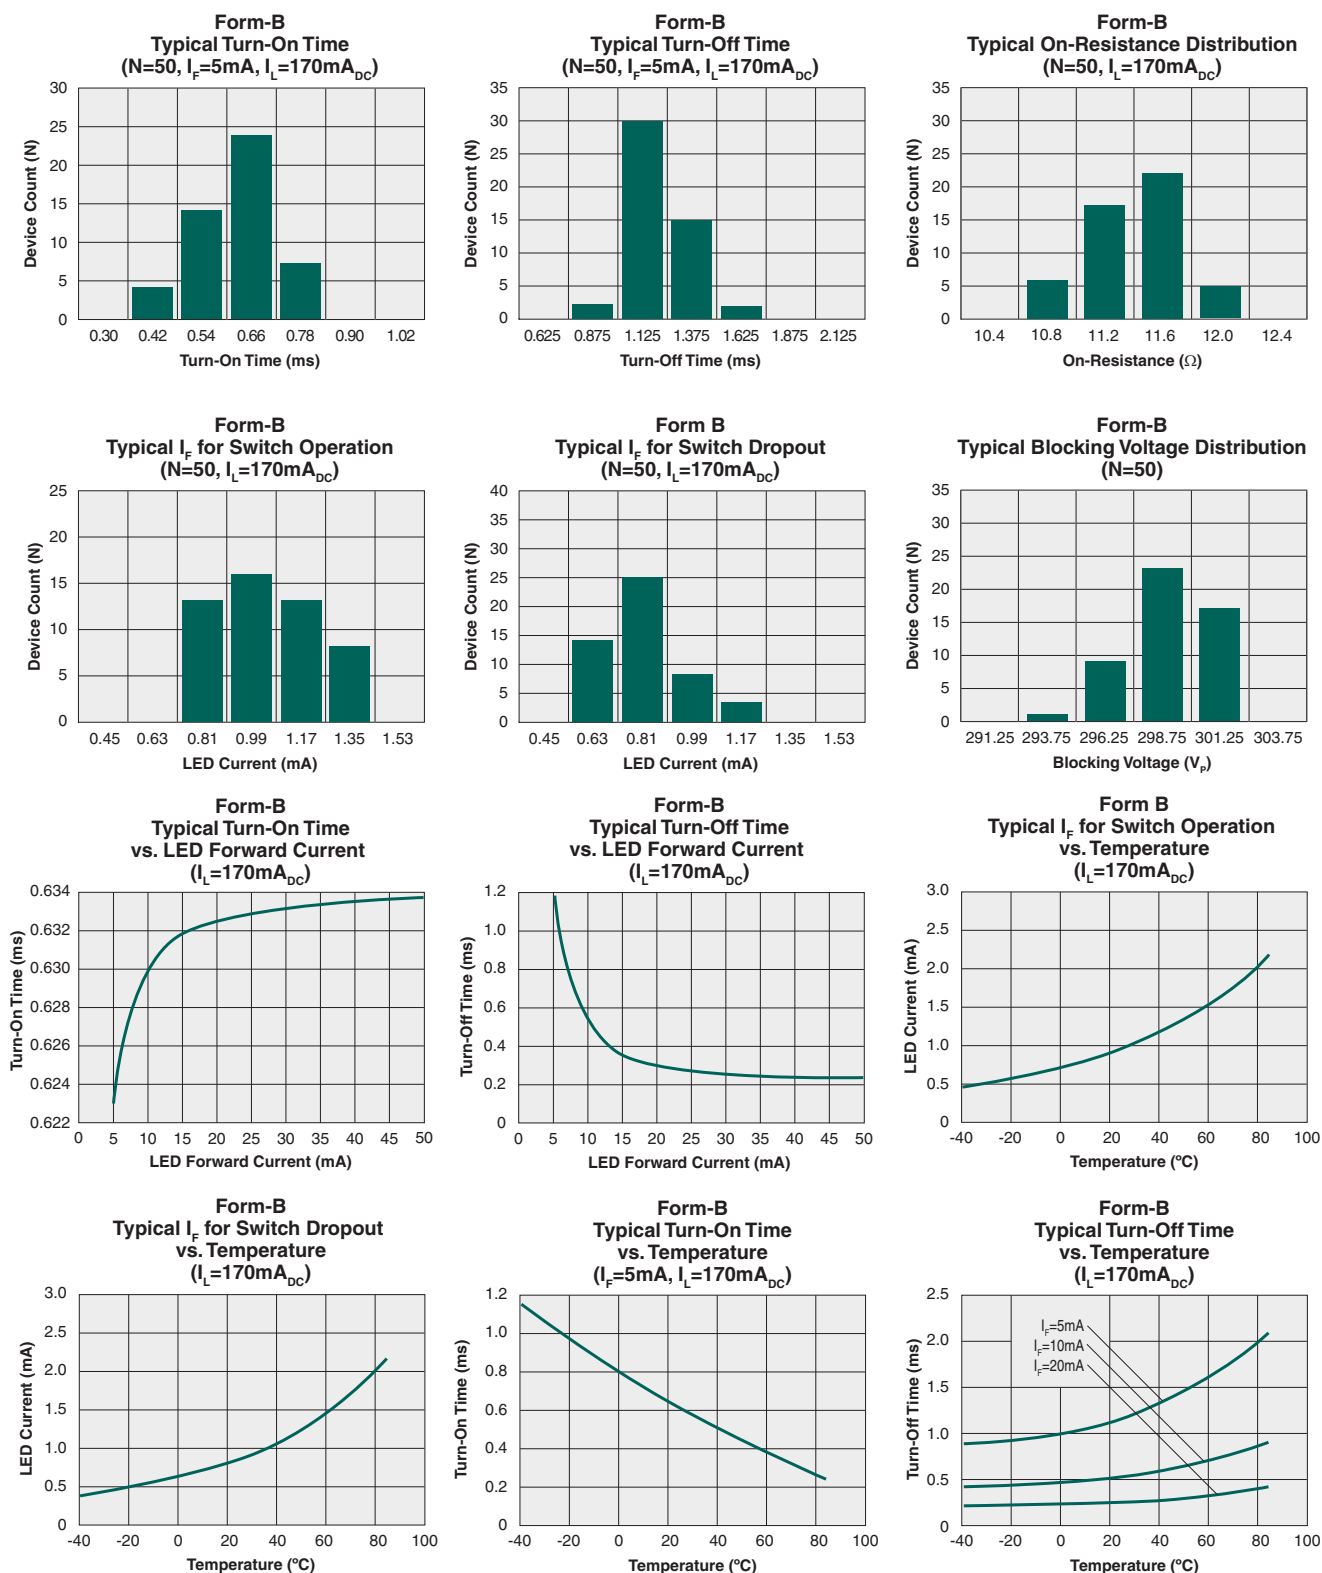 Form-B
Typical Turn-On Time
(N=50, IF=5mA, IL=170mADC)
30
25
20
15
10
5
0
Device Count (N)
0.30 0.42 0.54 0.66 0.78 0.90 1.02
Turn-On Time (ms)
Form-B
Typical Turn-Off Time
(N=50, IF=5mA, IL=170mADC)
35
30
25
20
15
10
5
0
Device Count (N)
0.625 0.875 1.125 1.375 1.625 1.875 2.125
Turn-Off Time (ms)
Form-B
Typical On-Resistance Distribution
(N=50, IL=170mADC)
35
30
25
20
15
10
5
0
Device Count (N)
10.4 10.8 11.2 11.6 12.0 12.4
On-Resistance (Ω)
Form-B
Typical IF for Switch Operation
(N=50, IL=170mADC)
25
20
15
10
5
0
Device Count (N)
0.45 0.63 0.81 0.99 1.17 1.35 1.53
LED Current (mA)
Form B
Typical IF for Switch Dropout
(N=50, IL=170mADC)
40
35
30
25
20
15
10
5
0
Device Count (N)
0.45 0.63 0.81 0.99 1.17 1.35 1.53
LED Current (mA)
Form-B
Typical Blocking Voltage Distribution
(N=50)
35
30
25
20
15
10
5
0
Device Count (N)
291.25 293.75 296.25 298.75 301.25 303.75
Blocking Voltage (VP)
Form-B
Typical Turn-On Time
vs. LED Forward Current
(IL=170mADC)
0.634
0.632
0.630
0.628
0.626
0.624
0.622
Turn-On Time (ms)
0 5 10 15 20 25 30 35 40 45 50
LED Forward Current (mA)
Form-B
Typical Turn-Off Time
vs. LED Forward Current
(IL=170mADC)
1.2
1.0
0.8
0.6
0.4
0.2
0
Turn-Off Time (ms)
0 5 10 15 20 25 30 35 40 45 50
LED Forward Current (mA)
Form B
Typical IF for Switch Operation
vs. Temperature
(IL=170mADC)
3.0
2.5
2.0
1.5
1.0
0.5
0
LED Current (mA)
-40 -20 0 20 40 60 80 100
Temperature (ºC)
Form-B
Typical IF for Switch Dropout
vs. Temperature
(IL=170mADC)
3.0
2.5
2.0
1.5
1.0
0.5
0
LED Current (mA)
-40 -20 0 20 40 60 80 100
Temperature (ºC)
Form-B
Typical Turn-On Time
vs. Temperature
(IF=5mA, IL=170mADC)
1.2
1.0
0.8
0.6
0.4
0.2
0
Turn-On Time (ms)
-40 -20 0 20 40 60 80 100
Temperature (ºC)
Form-B
Typical Turn-Off Time
vs. Temperature
(IL=170mADC)
2.5
2.0
1.5
1.0
0.5
0
Turn-Off Time (ms)
IF=5mA
IF=10mA
IF=20mA
-40 -20 0 20 40 60 80 100
Temperature (ºC)